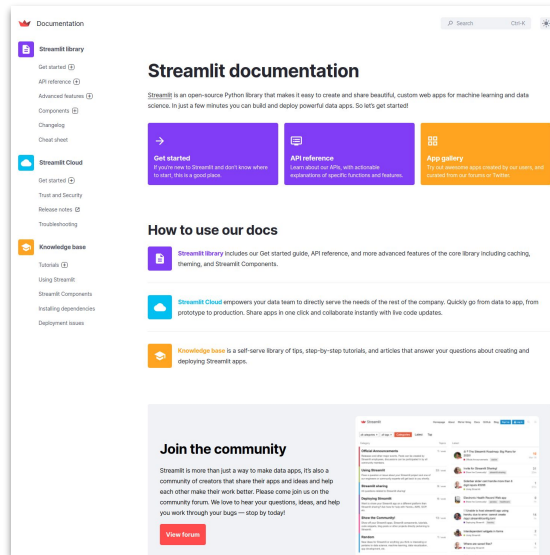 Documentation
Search
Ctrl-K
Streamlit library
Get started
API reference
Advanced features
Components
Changelog
Cheat sheet
Streamlit Cloud
Get started
Trust and Security
Release notes
Troubleshooting
Knowledge base
Tutorials
Using Streamlit
Streamlit Components
Installing dependencies
Deployment issues
Streamlit documentation
Streamlit is an open-source Python library that makes it easy to create and share beautiful, custom web apps for machine learning and data
science. In just a few minutes you can build and deploy powerful data apps. So let's get started!
Get started
If you're new to Streamlit and don't know where
to start, this is a good place.
API reference
Learn about our APIs, with actionable
explanations of specific functions and features.
App gallery
Try out awesome apps created by our users, and
curated from our forums or Twitter.
How to use our docs
Streamlit library includes our Get started guide, API reference, and more advanced features of the core library including caching,
theming, and Streamlit Components.
Streamlit Cloud empowers your data team to directly serve the needs of the rest of the company. Quickly go from data to app, from
prototype to production. Share apps in one click and collaborate instantly with live code updates.
Knowledge base is a self-serve library of tips, step-by-step tutorials, and articles that answer your questions about creating and
deploying Streamlit apps.
Join the community
Streamlit is more than just a way to make data apps, it's also a
community of creators that share their apps and ideas and help
each other make their work better. Please come join us on the
community forum. We love to hear your questions, ideas, and help
you work through your bugs — stop by today!
View forum
Streamlit
Official Announcements
Using Streamlit
Streamlit sharing
Deploying Streamlit
Show the Community!
Random